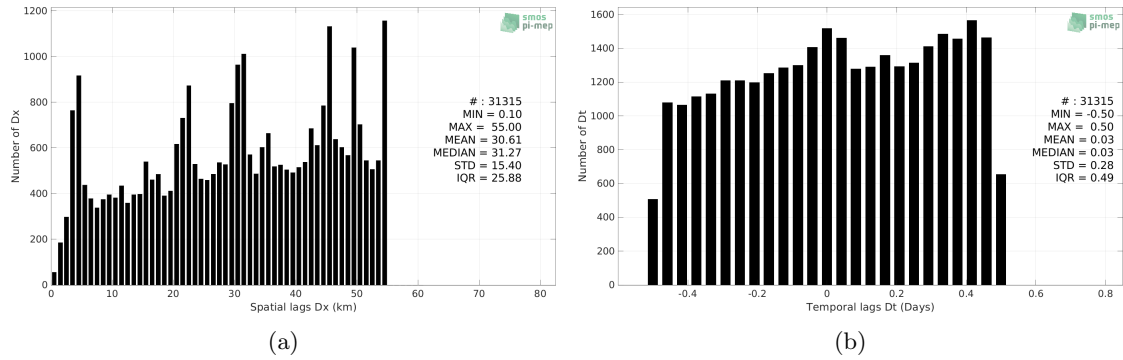 1200
1000
800
600
400
200
0
0 10 20 30 40 50 60 70 80
Number of Dx
Spatial lags Dx (km)
smos
pi-mep
# : 31315
MIN = 0.10
MAX = 55.00
MEAN = 30.61
MEDIAN = 31.27
STD = 15.40
IQR = 25.88
(a)
1600
1400
1200
1000
800
600
400
200
0
-0.4 -0.2 0 0.2 0.4 0.6 0.8
Number of Dt
Temporal lags Dt (Days)
smos
pi-mep
# : 31315
MIN = -0.50
MAX = 0.50
MEAN = 0.03
MEDIAN = 0.03
STD = 0.28
IQR = 0.49
(b)